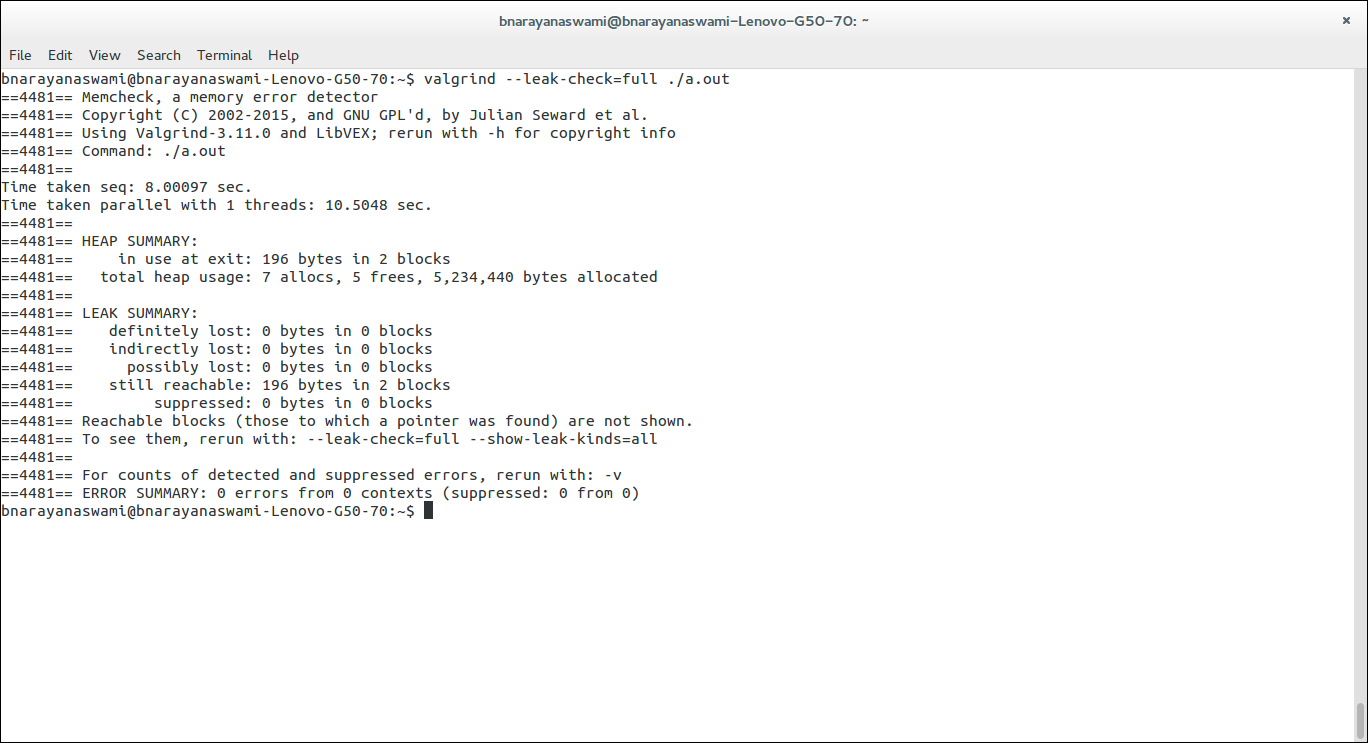 bnarayanaswami@bnarayanaswami-Lenovo-G50-70: ~
File Edit View Search Terminal Help
bnarayanaswami@bnarayanaswami-Lenovo-G50-70:~$ valgrind --leak-check=full ./a.out
==4481== Memcheck, a memory error detector
==4481== Copyright (C) 2002-2015, and GNU GPL'd, by Julian Seward et al.
==4481== Using Valgrind-3.11.0 and LibVEX; rerun with -h for copyright info
==4481== Command: ./a.out
==4481==
Time taken seq: 8.00097 sec.
Time taken parallel with 1 threads: 10.5048 sec.
==4481==
==4481== HEAP SUMMARY:
==4481==     in use at exit: 196 bytes in 2 blocks
==4481==   total heap usage: 7 allocs, 5 frees, 5,234,440 bytes allocated
==4481==
==4481== LEAK SUMMARY:
==4481==    definitely lost: 0 bytes in 0 blocks
==4481==    indirectly lost: 0 bytes in 0 blocks
==4481==      possibly lost: 0 bytes in 0 blocks
==4481==    still reachable: 196 bytes in 2 blocks
==4481==         suppressed: 0 bytes in 0 blocks
==4481== Reachable blocks (those to which a pointer was found) are not shown.
==4481== To see them, rerun with: --leak-check=full --show-leak-kinds=all
==4481==
==4481== For counts of detected and suppressed errors, rerun with: -v
==4481== ERROR SUMMARY: 0 errors from 0 contexts (suppressed: 0 from 0)
bnarayanaswami@bnarayanaswami-Lenovo-G50-70:~$